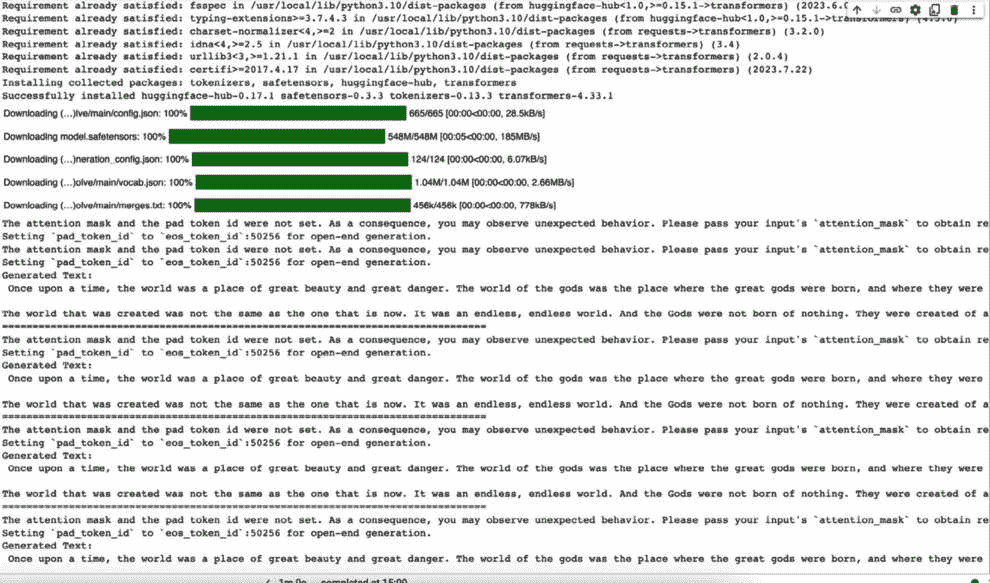 Requirement already satisfied: fsspec in /usr/local/lib/python3.10/dist-packages (from huggingface-hub<1.0,>=0.15.1->transformers) (2023.6.0
Requirement already satisfied: typing-extensions>=3.7.4.3 in /usr/local/lib/python3.10/dist-packages (from huggingface-hub<1.0,>=0.15.1->transformers)
Requirement already satisfied: charset-normalizer<4,>=2 in /usr/local/lib/python3.10/dist-packages (from requests->transformers) (3.2.0)
Requirement already satisfied: idna<4,>=2.5 in /usr/local/lib/python3.10/dist-packages (from requests->transformers) (3.4)
Requirement already satisfied: urllib3<3,>=1.21.1 in /usr/local/lib/python3.10/dist-packages (from requests->transformers) (2.0.4)
Requirement already satisfied: certifi>=2017.4.17 in /usr/local/lib/python3.10/dist-packages (from requests->transformers) (2023.7.22)
Installing collected packages: tokenizers, safetensors, huggingface-hub, transformers
Successfully installed huggingface-hub-0.17.1 safetensors-0.3.3 tokenizers-0.13.3 transformers-4.33.1
Downloading (…)lve/main/config.json: 100% 665/665 [00:00<00:00, 28.5kB/s]
Downloading model.safetensors: 100% 548M/548M [00:05<00:00, 185MB/s]
Downloading (…)neration_config.json: 100% 124/124 [00:00<00:00, 6.07kB/s]
Downloading (…)olve/main/vocab.json: 100% 1.04M/1.04M [00:00<00:00, 2.66MB/s]
Downloading (…)olve/main/merges.txt: 100% 456k/456k [00:00<00:00, 778kB/s]
The attention mask and the pad token id were not set. As a consequence, you may observe unexpected behavior. Please pass your input's `attention_mask` to obtain re
Setting `pad_token_id` to `eos_token_id`:50256 for open-end generation.
The attention mask and the pad token id were not set. As a consequence, you may observe unexpected behavior. Please pass your input's `attention_mask` to obtain re
Setting `pad_token_id` to `eos_token_id`:50256 for open-end generation.
Generated Text:
Once upon a time, the world was a place of great beauty and great danger. The world of the gods was the place where the great gods were born, and where they were
The world that was created was not the same as the one that is now. It was an endless, endless world. And the Gods were not born of nothing. They were created of a
================================================================================
The attention mask and the pad token id were not set. As a consequence, you may observe unexpected behavior. Please pass your input's `attention_mask` to obtain re
Setting `pad_token_id` to `eos_token_id`:50256 for open-end generation.
Generated Text:
Once upon a time, the world was a place of great beauty and great danger. The world of the gods was the place where the great gods were born, and where they were
The world that was created was not the same as the one that is now. It was an endless, endless world. And the Gods were not born of nothing. They were created of a
================================================================================
The attention mask and the pad token id were not set. As a consequence, you may observe unexpected behavior. Please pass your input's `attention_mask` to obtain re
Setting `pad_token_id` to `eos_token_id`:50256 for open-end generation.
Generated Text:
Once upon a time, the world was a place of great beauty and great danger. The world of the gods was the place where the great gods were born, and where they were
The world that was created was not the same as the one that is now. It was an endless, endless world. And the Gods were not born of nothing. They were created of a
================================================================================
The attention mask and the pad token id were not set. As a consequence, you may observe unexpected behavior. Please pass your input's `attention_mask` to obtain re
Setting `pad_token_id` to `eos_token_id`:50256 for open-end generation.
Generated Text:
Once upon a time, the world was a place of great beauty and great danger. The world of the gods was the place where the great gods were born, and where they were
1m 0s completed at 15:00